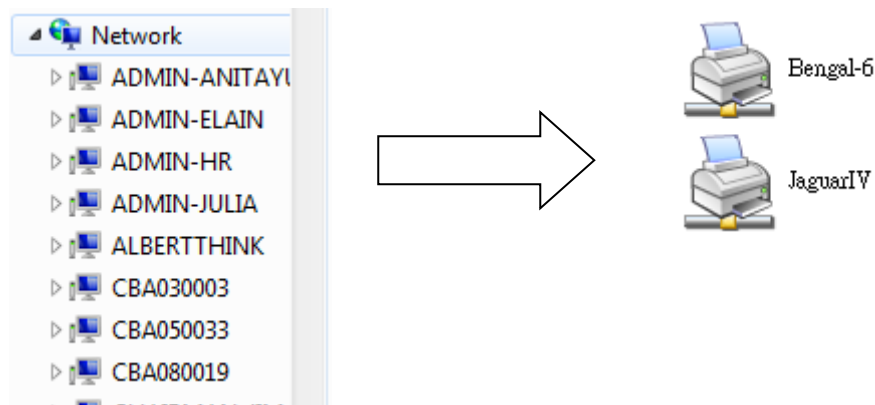 Network
ADMIN-ANITAYU
ADMIN-ELAIN
ADMIN-HR
ADMIN-JULIA
ALBERTTHINK
CBA030003
CBA050033
CBA080019
Bengal-6
JaguarIV